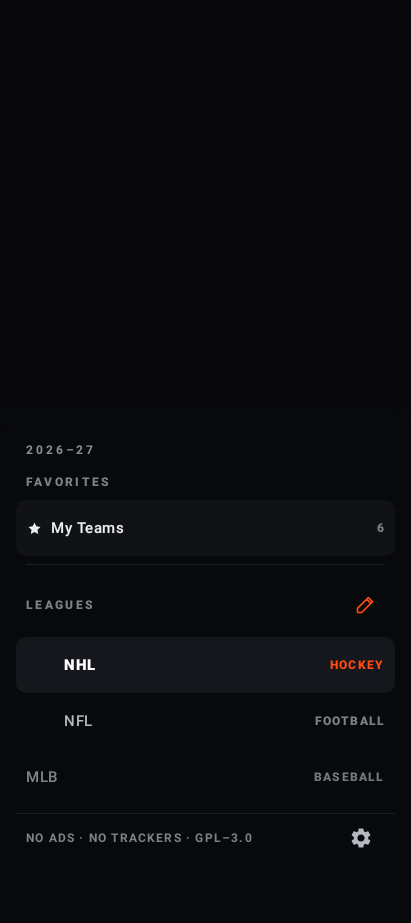 2026–27
FAVORITES
My Teams 6
LEAGUES
NHL HOCKEY
NFL FOOTBALL
MLB BASEBALL
NO ADS · NO TRACKERS · GPL–3.0